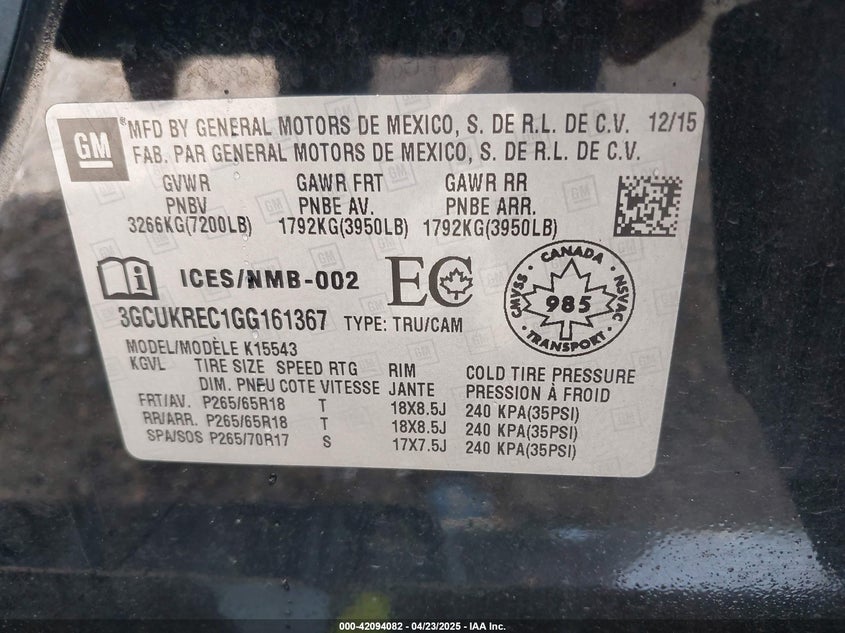 GM
® MFD BY GENERAL MOTORS DE MEXICO, S. DE R.L. DE C.V. 12/15
FAB. PAR GENERAL MOTORS DE MEXICO, S. DE R.L. DE C.V.
GVWR GAWR FRT GAWR RR
PNBV PNBE AV. PNBE ARR.
3266KG(7200LB) 1792KG(3950LB) 1792KG(3950LB)
ICES/NMB-002 EC
CANADA
CMVSS 985 NSVAC
TRANSPORT
3GCUKREC1GG161367 TYPE: TRU/CAM
MODEL/MODÈLE K15543
KGVL TIRE SIZE SPEED RTG RIM COLD TIRE PRESSURE
DIM. PNEU COTE VITESSE JANTE PRESSION À FROID
FRT/AV. P265/65R18 T 18X8.5J 240 KPA(35PSI)
RR/ARR. P265/65R18 T 18X8.5J 240 KPA(35PSI)
SPA/SOS P265/70R17 S 17X7.5J 240 KPA(35PSI)
000-42094082 - 04/23/2025 - IAA Inc.